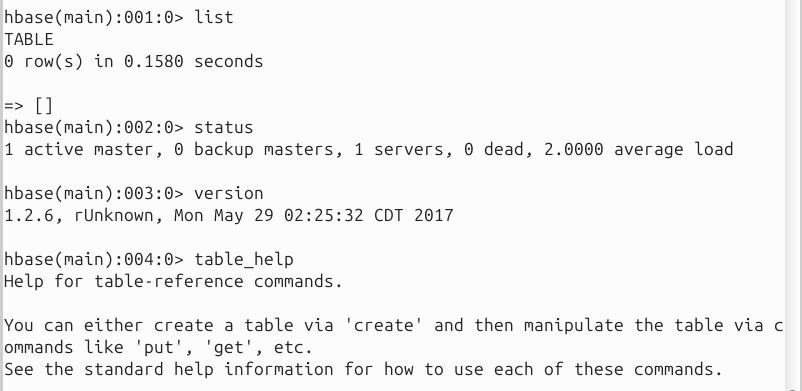 hbase(main):001:0> list
TABLE
0 row(s) in 0.1580 seconds

=> []
hbase(main):002:0> status
1 active master, 0 backup masters, 1 servers, 0 dead, 2.0000 average load

hbase(main):003:0> version
1.2.6, rUnknown, Mon May 29 02:25:32 CDT 2017

hbase(main):004:0> table_help
Help for table-reference commands.

You can either create a table via 'create' and then manipulate the table via c
ommands like 'put', 'get', etc.
See the standard help information for how to use each of these commands.